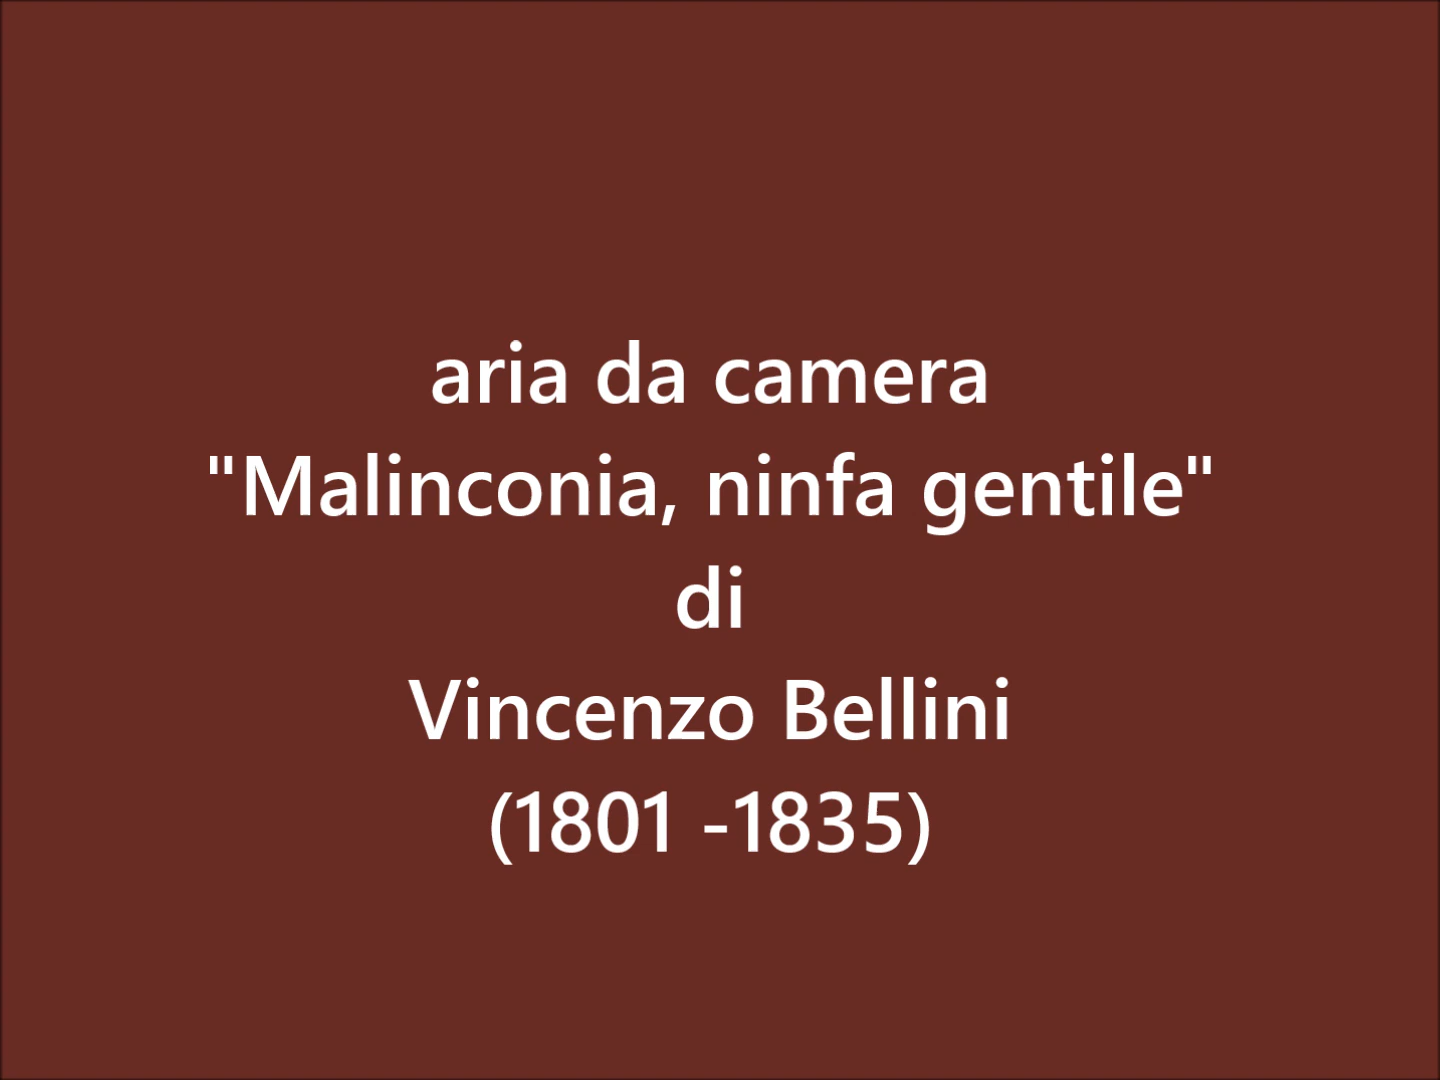 aria da camera
"Malinconia, ninfa gentile"
di
Vincenzo Bellini
(1801 -1835)